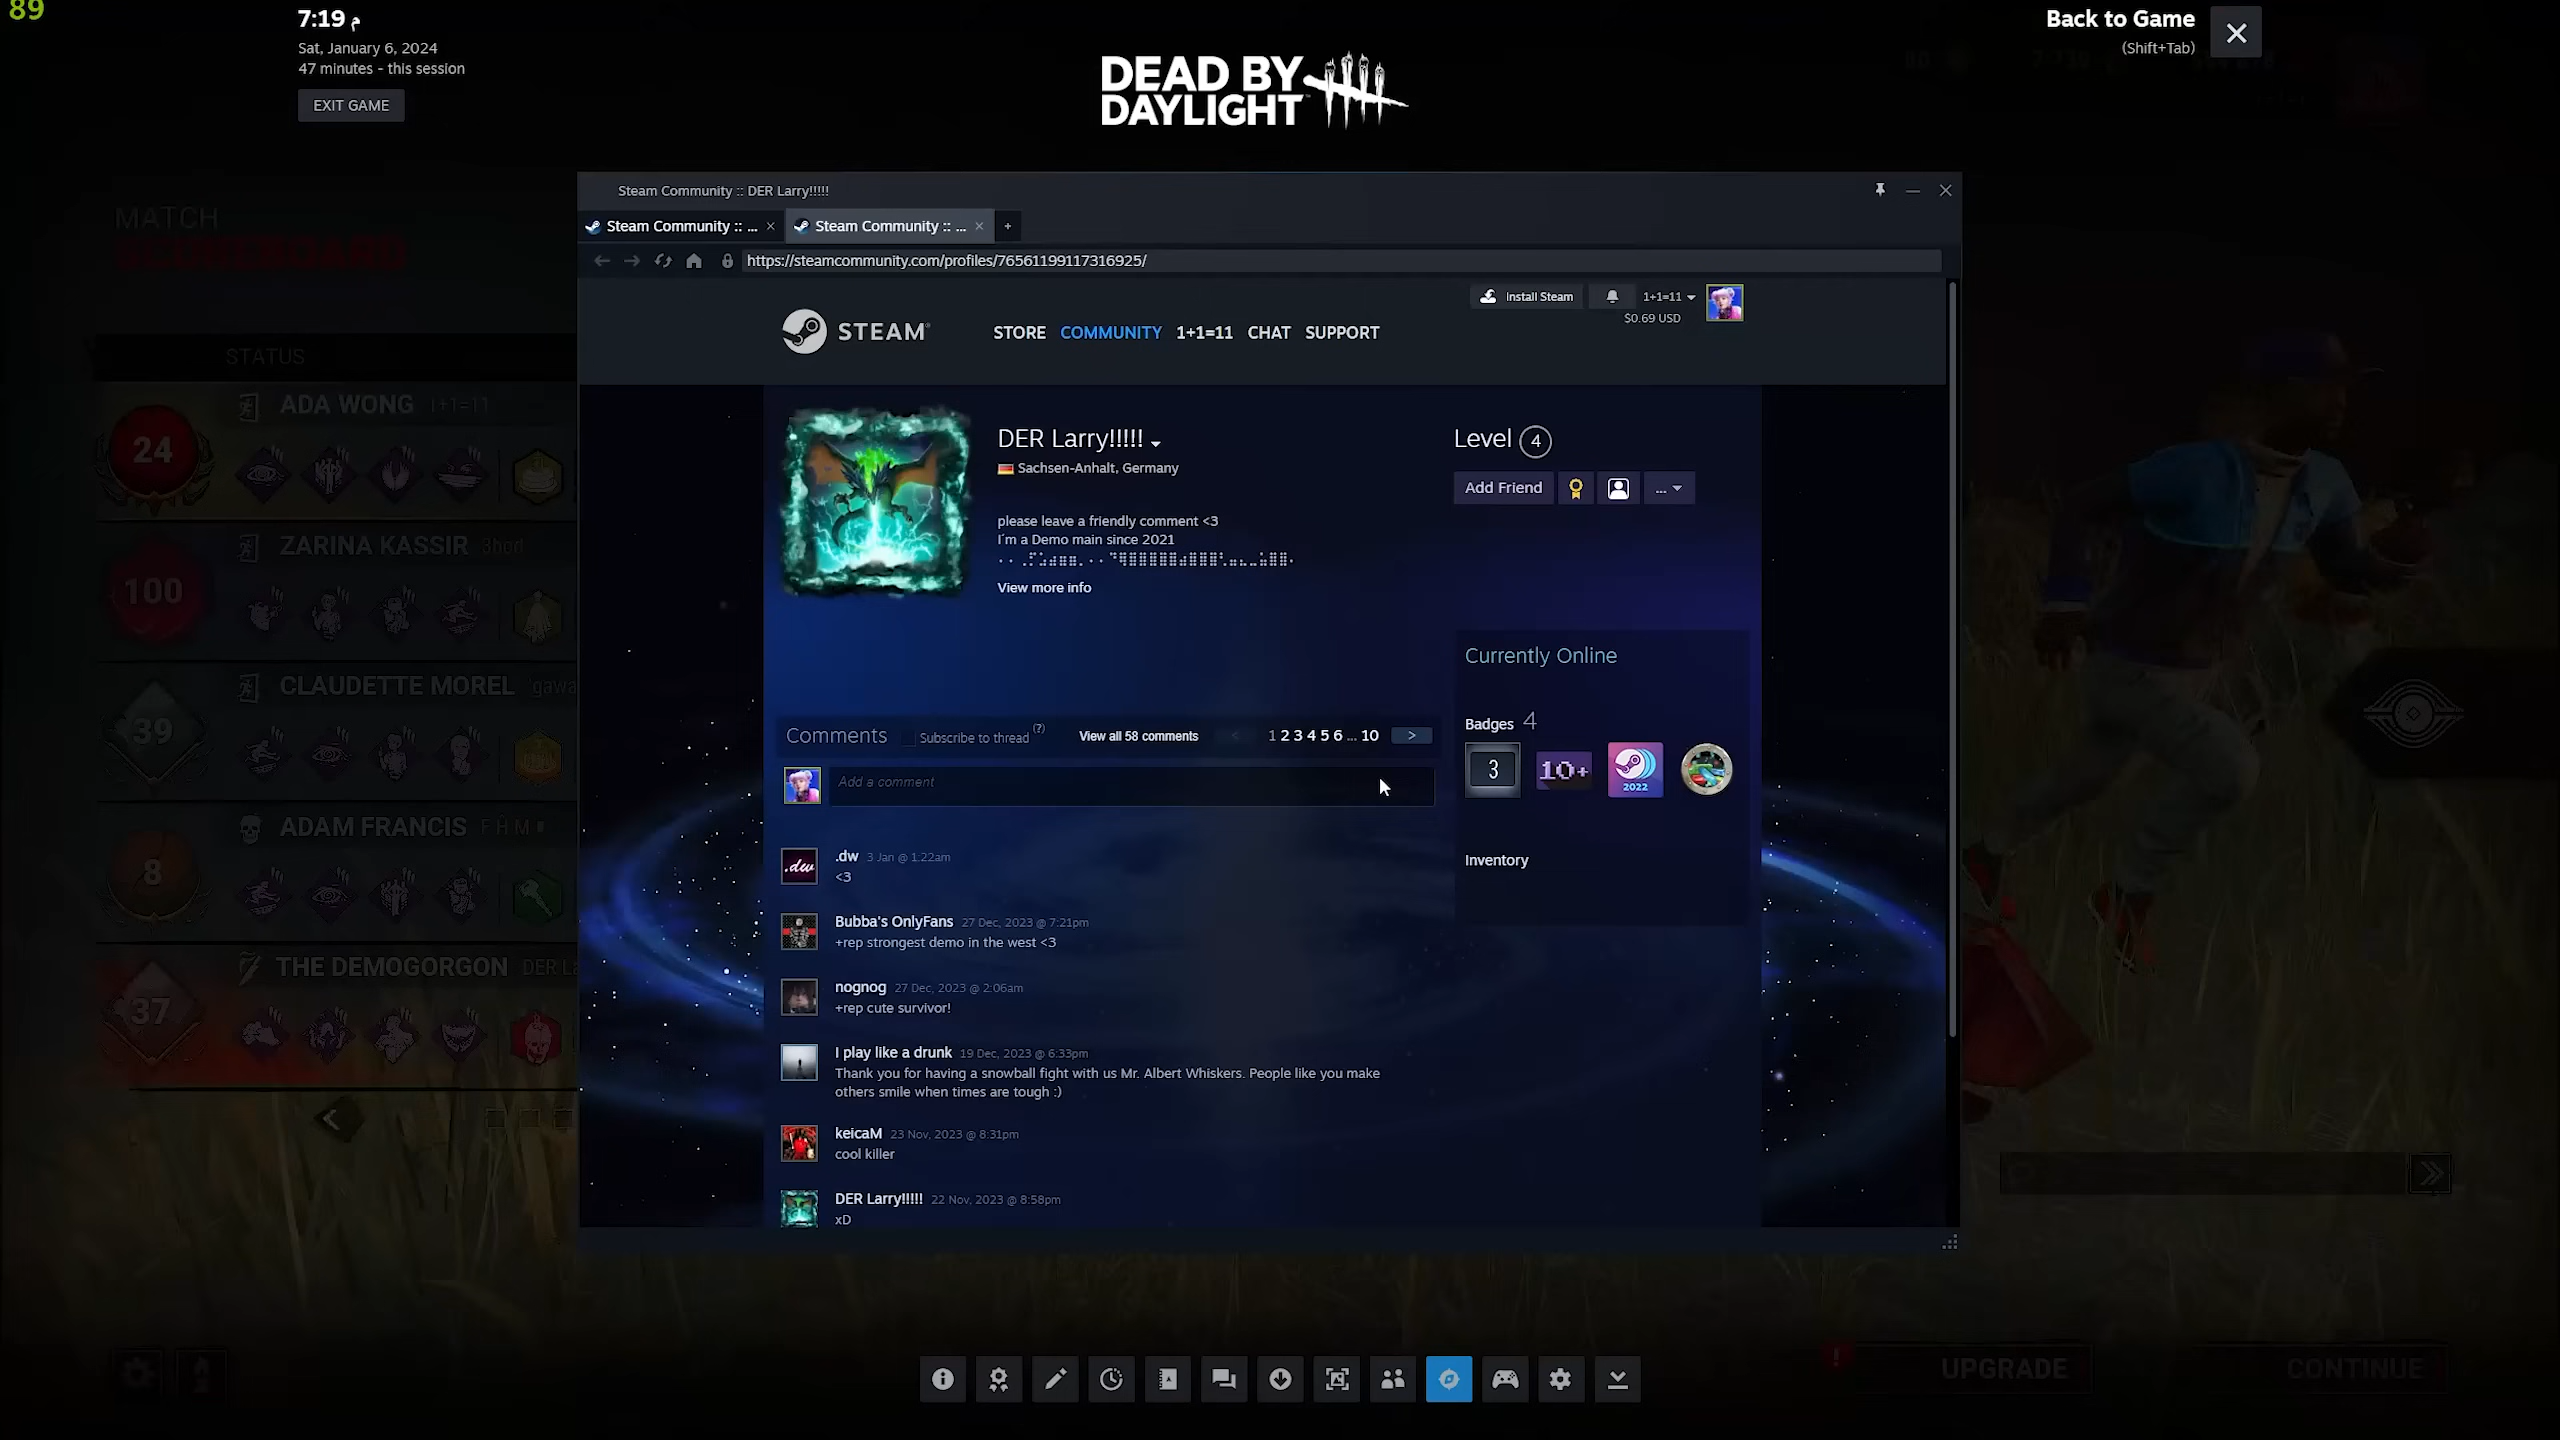 89
7:19 م
Sat, January 6, 2024
47 minutes - this session
EXIT GAME
DEAD BY
DAYLIGHT
Back to Game
(Shift+Tab)
Steam Community :: DER Larry!!!!!
Steam Community :: ...
Steam Community :: ...
https://steamcommunity.com/profiles/76561199117316925/
Install Steam
1+1=11
$0.69 USD
STEAM
STORE
COMMUNITY
1+1=11
CHAT
SUPPORT
DER Larry!!!!!
Sachsen-Anhalt, Germany
please leave a friendly comment <3
I´m a Demo main since 2021
View more info
Level 4
Add Friend
...
Currently Online
Badges 4
3
10+
2022
Inventory
Comments
Subscribe to thread (?)
View all 58 comments
< 1 2 3 4 5 6 ... 10 >
Add a comment
.dw
.dw 3 Jan @ 1:22am
<3
Bubba's OnlyFans 27 Dec, 2023 @ 7:21pm
+rep strongest demo in the west <3
nognog 27 Dec, 2023 @ 2:06am
+rep cute survivor!
I play like a drunk 19 Dec, 2023 @ 6:33pm
Thank you for having a snowball fight with us Mr. Albert Whiskers. People like you make
others smile when times are tough :)
keicaM 23 Nov, 2023 @ 8:31pm
cool killer
DER Larry!!!!! 22 Nov, 2023 @ 8:58pm
xD
MATCH
SCOREBOARD
STATUS
24
ADA WONG 1+1=11
100
ZARINA KASSIR 3bod
39
CLAUDETTE MOREL gawa
8
ADAM FRANCIS
37
THE DEMOGORGON DER La
UPGRADE
CONTINUE